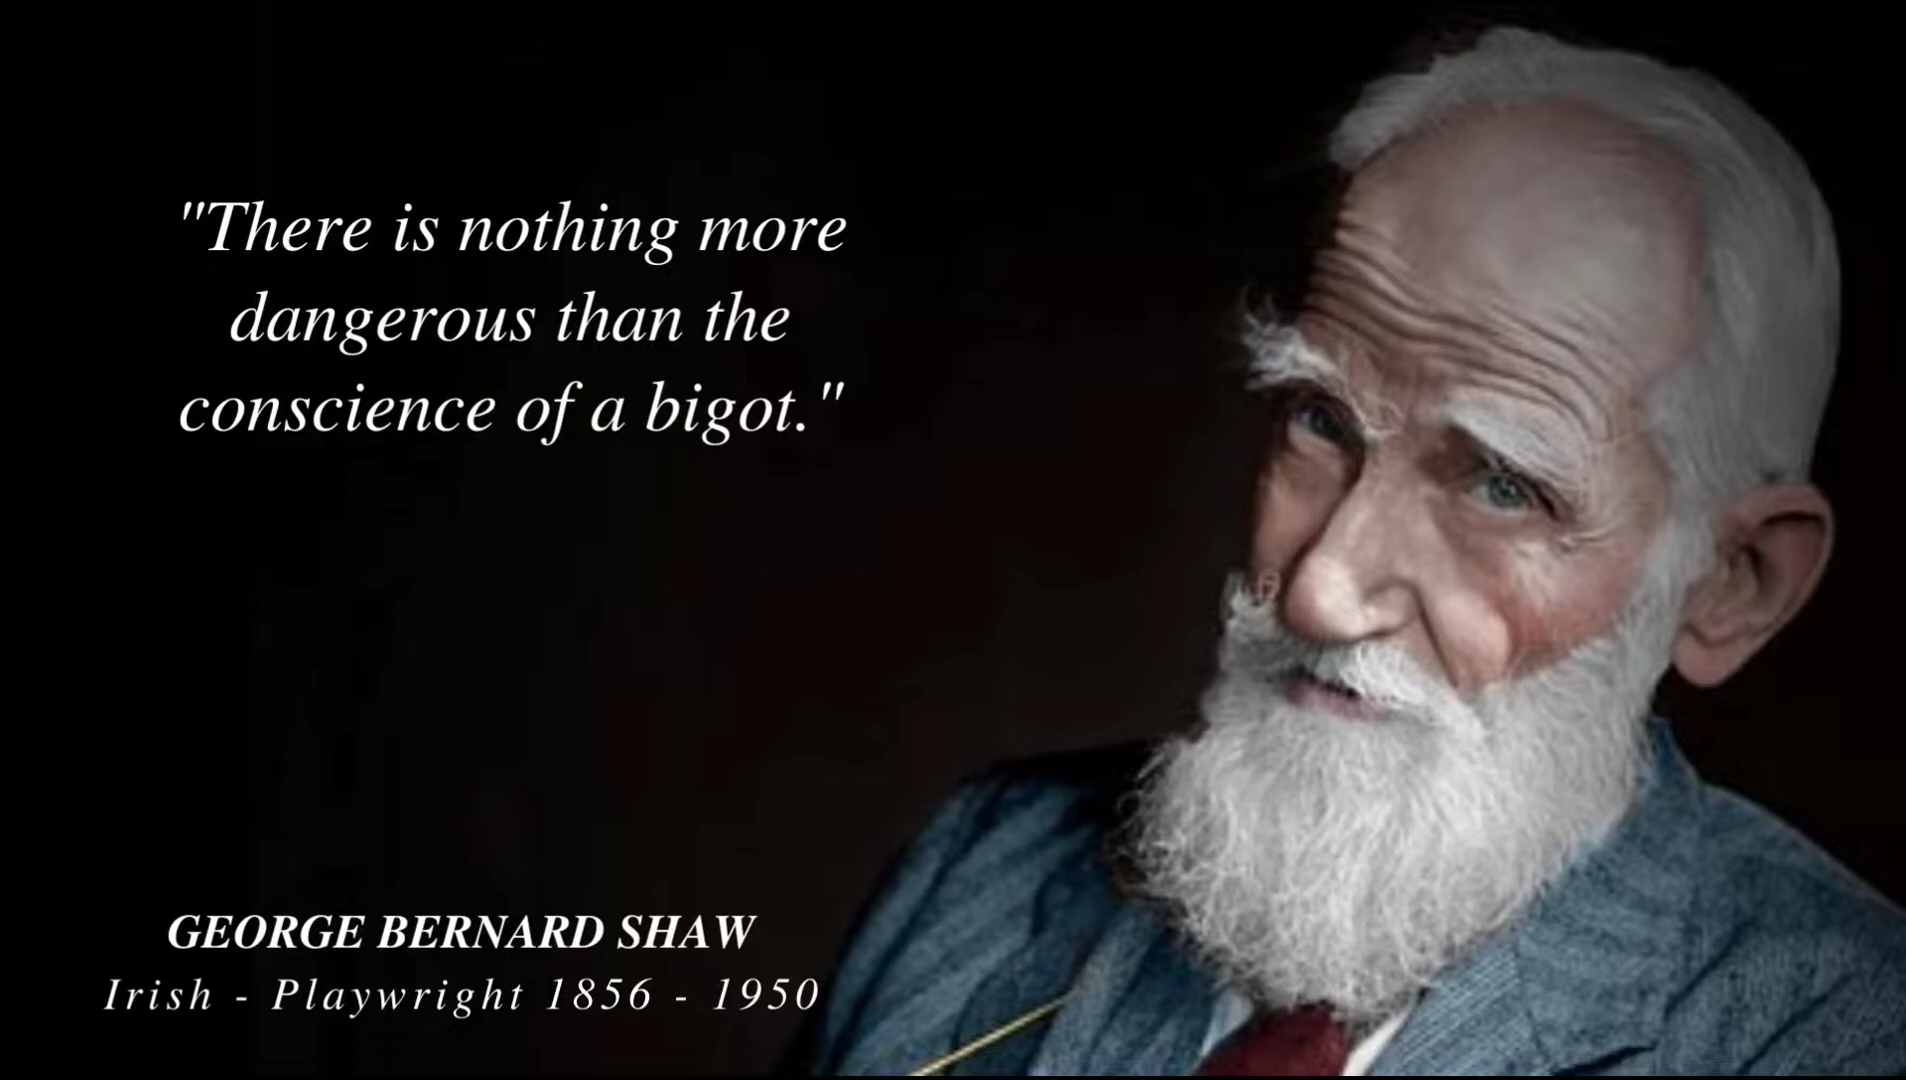 "There is nothing more
dangerous than the
conscience of a bigot."
GEORGE BERNARD SHAW
Irish - Playwright 1856 - 1950